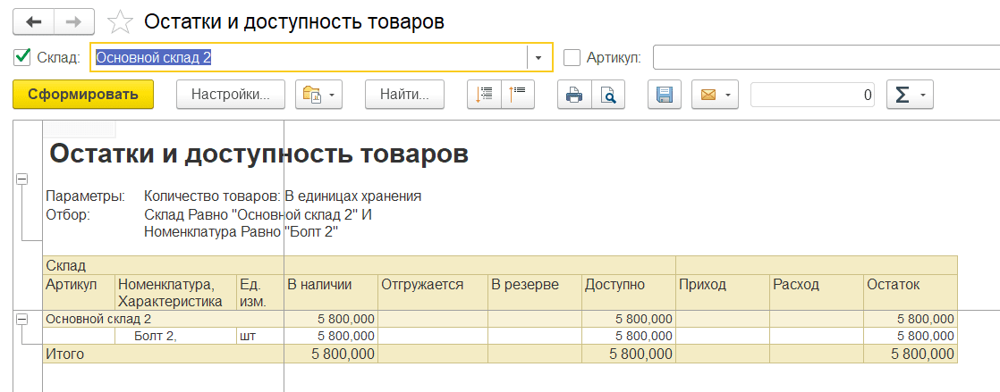 Остатки и доступность товаров
Склад: Основной склад 2 Артикул:
Сформировать Настройки... Найти... 0 Σ
Остатки и доступность товаров
Параметры: Количество товаров: В единицах хранения
Отбор: Склад Равно "Основной склад 2" И
Номенклатура Равно "Болт 2"
Склад
Артикул Номенклатура, Ед. В наличии Отгружается В резерве Доступно Приход Расход Остаток
Характеристика изм.
Основной склад 2 5 800,000 5 800,000 5 800,000
Болт 2, шт 5 800,000 5 800,000 5 800,000
Итого 5 800,000 5 800,000 5 800,000